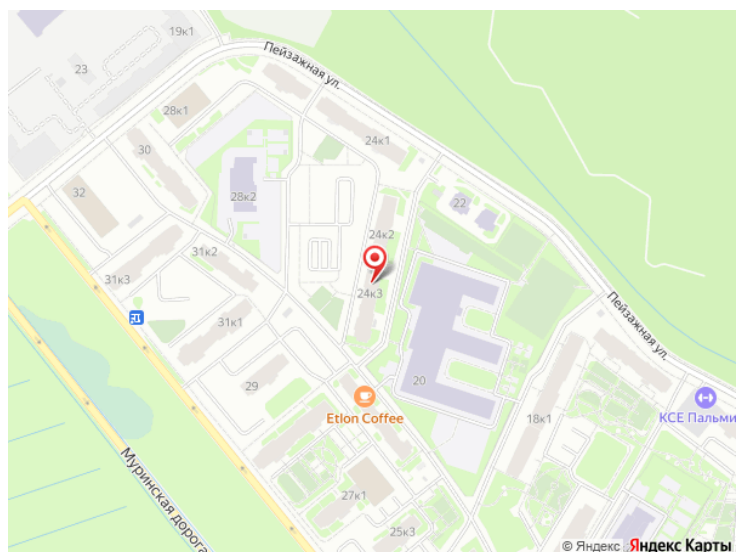 19к1
23
Пейзажная ул.
28к1
24к1
30
32
28к2
22
24к2
31к2
31к3
24к3
Пейзажная ул.
31к1
29
20
Etlon Coffee
18к1
КСЕ Пальми
Муринская дорога
27к1
25к3
© Яндекс Яндекс Карты